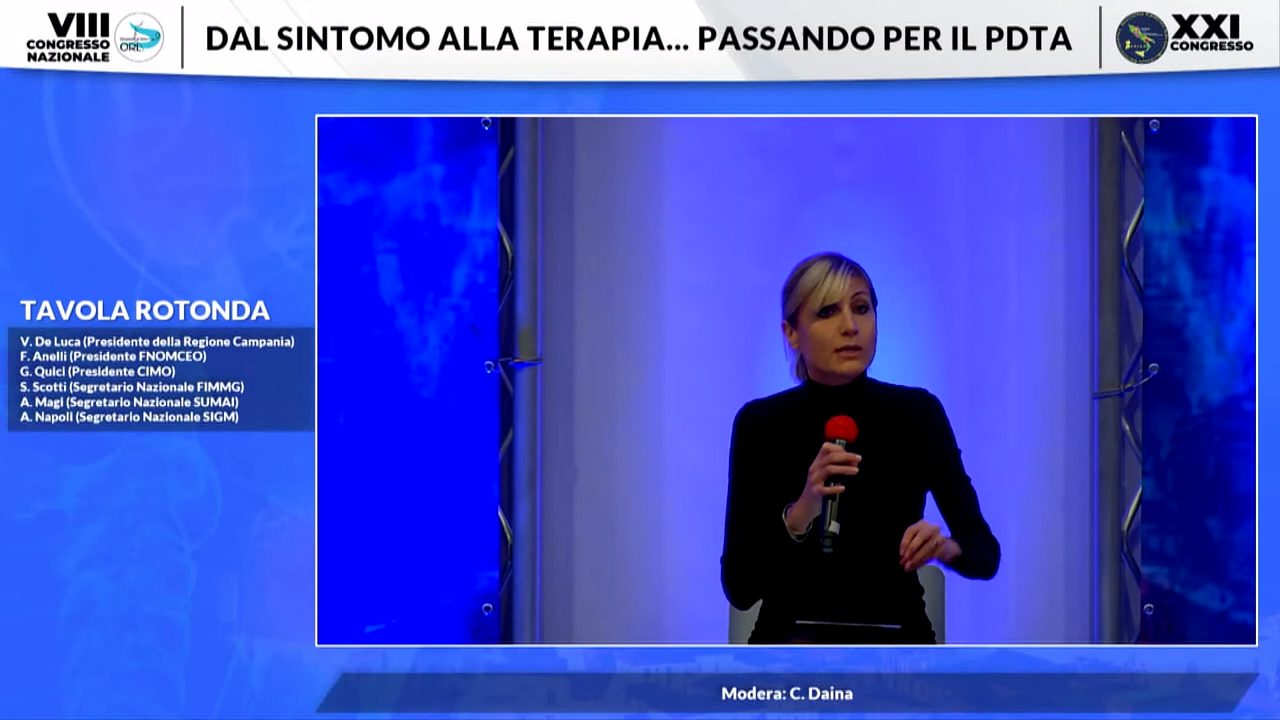 VIII
CONGRESSO
NAZIONALE
ORL
DAL SINTOMO ALLA TERAPIA... PASSANDO PER IL PDTA
XXI
CONGRESSO
TAVOLA ROTONDA
V. De Luca (Presidente della Regione Campania)
F. Anelli (Presidente FNOMCEO)
G. Quici (Presidente CIMO)
S. Scotti (Segretario Nazionale FIMMG)
A. Magi (Segretario Nazionale SUMAI)
A. Napoli (Segretario Nazionale SIGM)
Modera: C. Daina